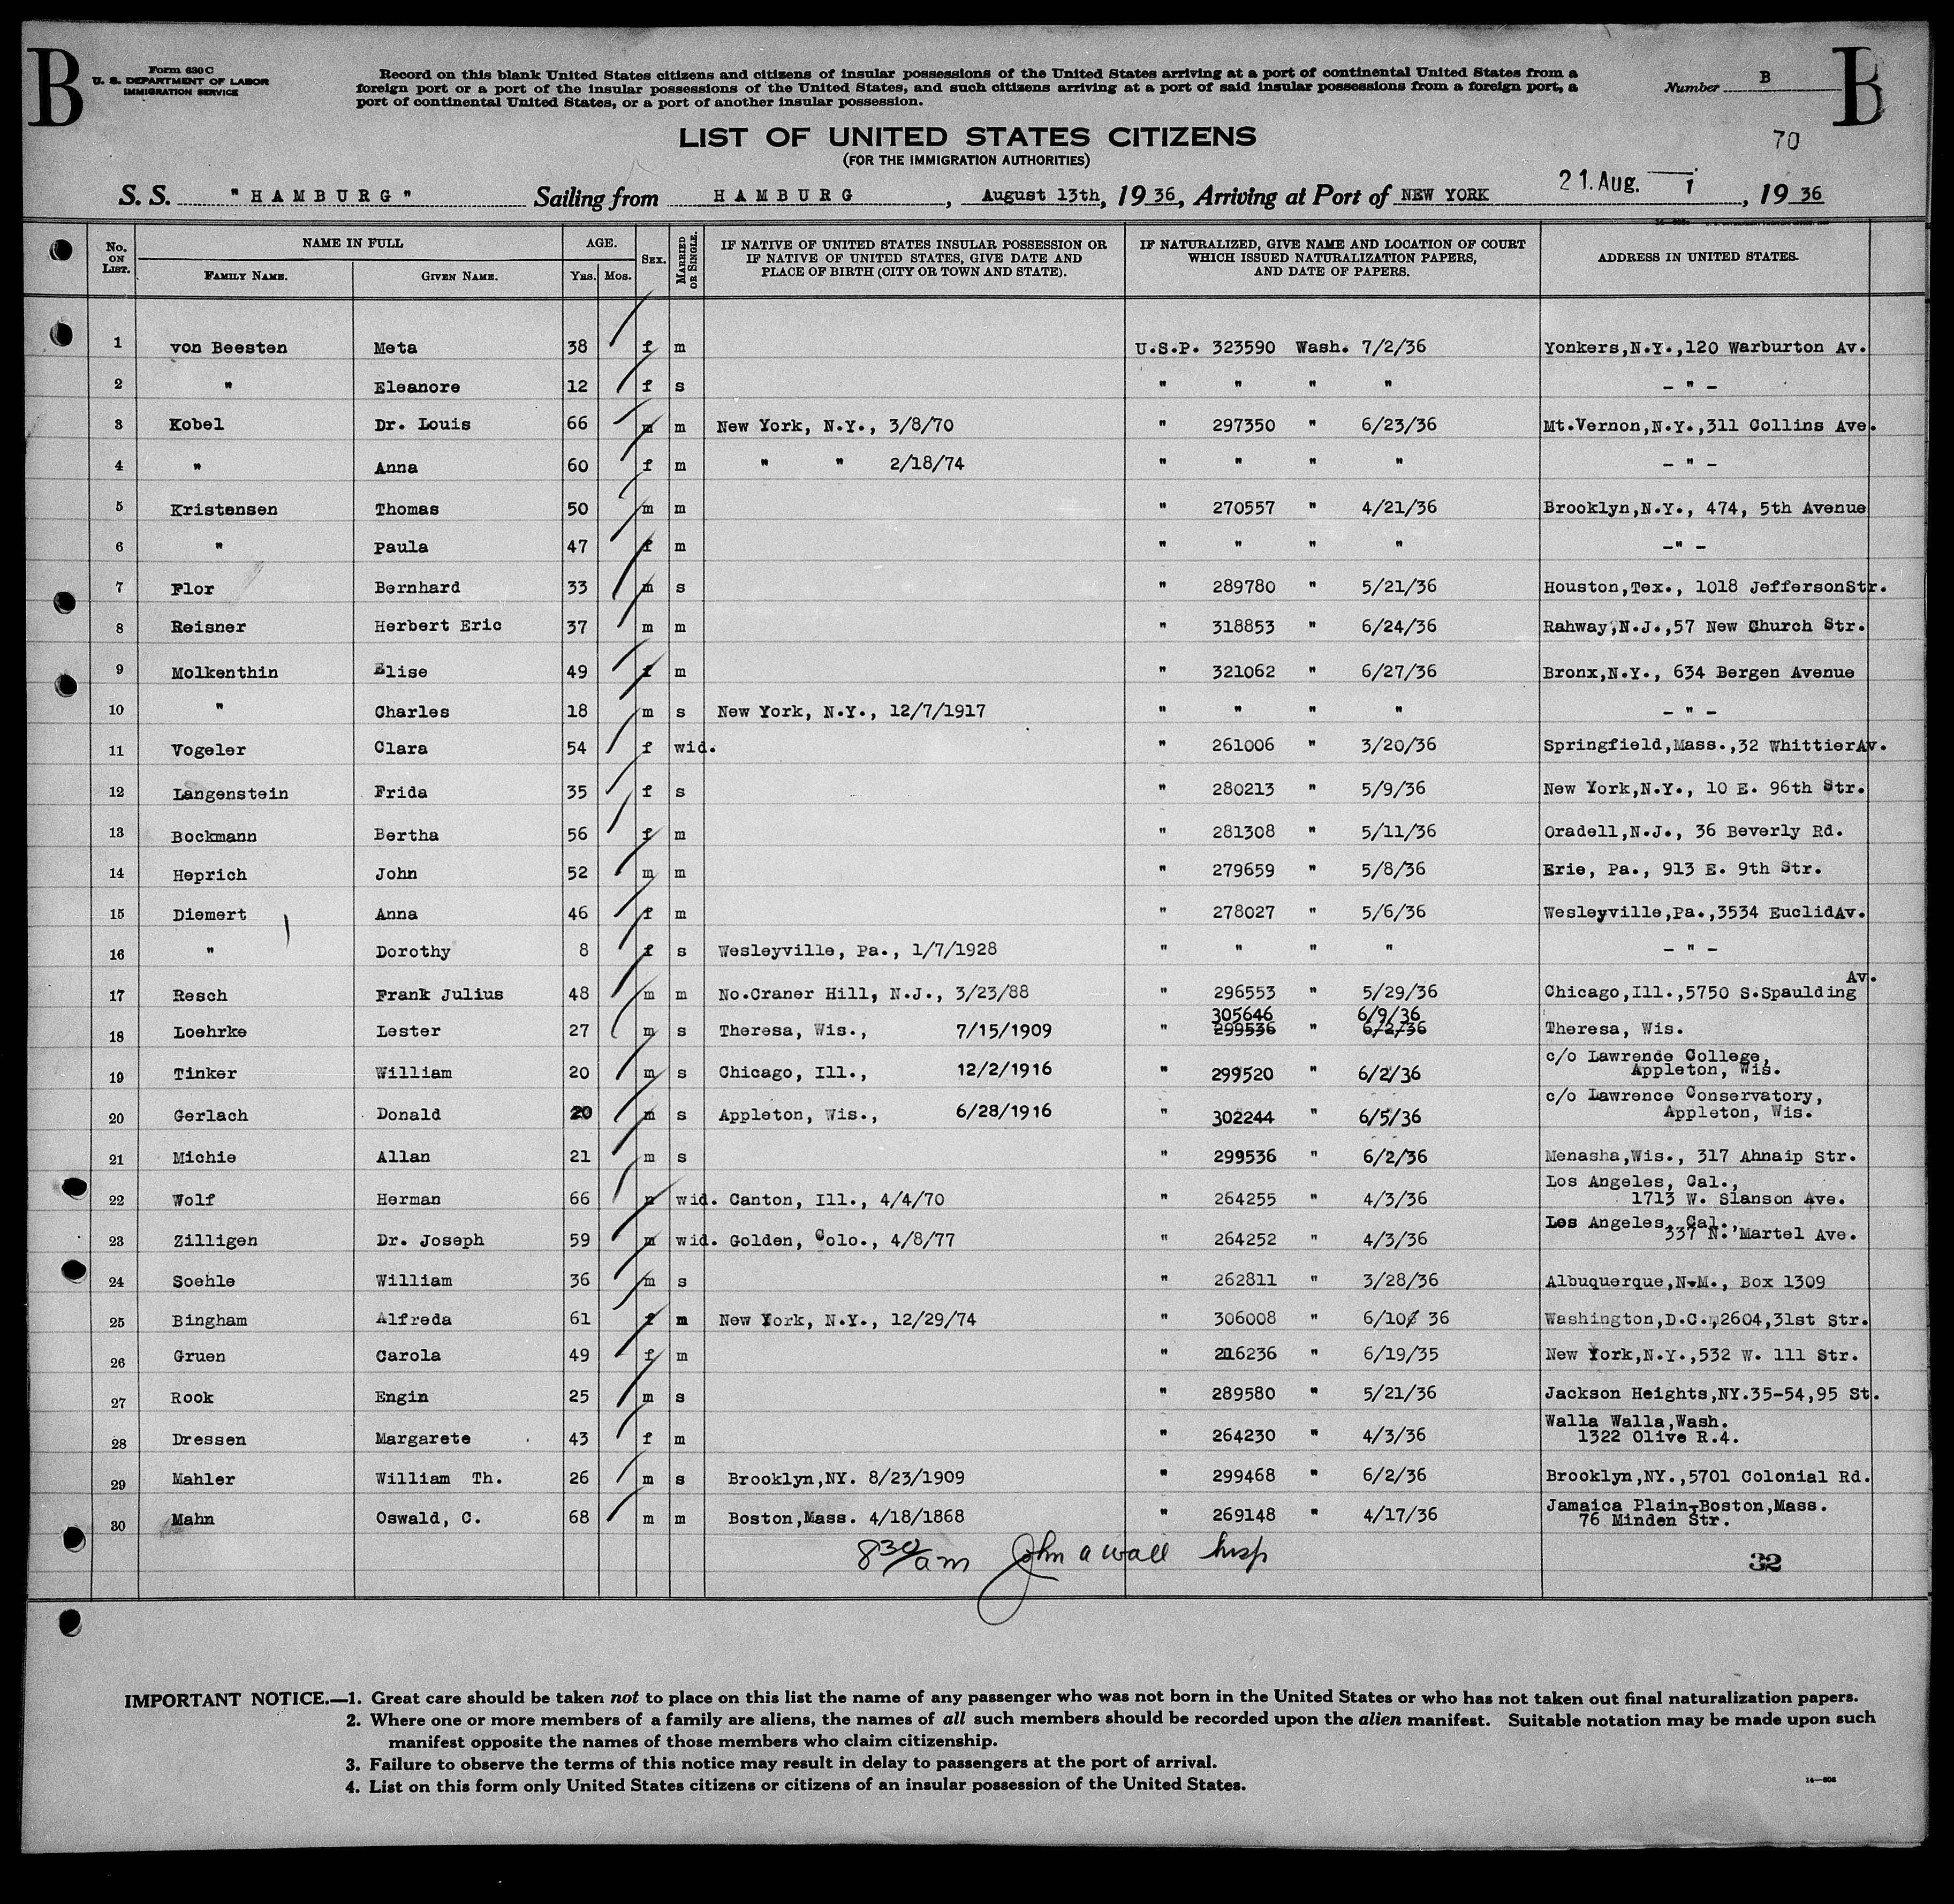 B
Form 630 C
U. S. DEPARTMENT OF LABOR
IMMIGRATION SERVICE
Record on this blank United States citizens and citizens of insular possessions of the United States arriving at a port of continental United States from a
foreign port or a port of the insular possessions of the United States, and such citizens arriving at a port of said insular possessions from a foreign port, a
port of continental United States, or a port of another insular possession.
Number B
B
LIST OF UNITED STATES CITIZENS
(FOR THE IMMIGRATION AUTHORITIES)
70
S. S. "HAMBURG" Sailing from HAMBURG, August 13th, 1936, Arriving at Port of NEW YORK 21.Aug. , 1936
No. ON LIST. NAME IN FULL AGE. SEX. MARRIED OR SINGLE. IF NATIVE OF UNITED STATES INSULAR POSSESSION OR IF NATIVE OF UNITED STATES, GIVE DATE AND PLACE OF BIRTH (CITY OR TOWN AND STATE). IF NATURALIZED, GIVE NAME AND LOCATION OF COURT WHICH ISSUED NATURALIZATION PAPERS, AND DATE OF PAPERS. ADDRESS IN UNITED STATES.
FAMILY NAME. GIVEN NAME. YRS. MOS.
1 von Beesten Meta 38 f m U.S.P. 323590 Wash. 7/2/36 Yonkers,N.Y.,120 Warburton Av.
2 " Eleanore 12 f s " " " " - " -
3 Kobel Dr. Louis 66 m m New York, N.Y., 3/8/70 " 297350 " 6/23/36 Mt.Vernon,N.Y.,311 Collins Ave.
4 " Anna 60 f m " " 2/18/74 " " " " - " -
5 Kristensen Thomas 50 m m " 270557 " 4/21/36 Brooklyn,N.Y., 474, 5th Avenue
6 " Paula 47 f m " " " " -" -
7 Flor Bernhard 33 m s " 289780 " 5/21/36 Houston,Tex., 1018 JeffersonStr.
8 Reisner Herbert Eric 37 m m " 318853 " 6/24/36 Rahway,N.J.,57 New Church Str.
9 Molkenthin Elise 49 f m " 321062 " 6/27/36 Bronx,N.Y., 634 Bergen Avenue
10 " Charles 18 m s New York, N.Y., 12/7/1917 " " " " - " -
11 Vogeler Clara 54 f wid. " 261006 " 3/20/36 Springfield,Mass.,32 WhittierAv.
12 Langenstein Frida 35 f s " 280213 " 5/9/36 New York,N.Y., 10 E. 96th Str.
13 Bockmann Bertha 56 f m " 281308 " 5/11/36 Oradell,N.J., 36 Beverly Rd.
14 Heprich John 52 m m " 279659 " 5/8/36 Erie, Pa., 913 E. 9th Str.
15 Diemert Anna 46 f m " 278027 " 5/6/36 Wesleyville,Pa.,3534 EuclidAv.
16 " Dorothy 8 f s Wesleyville, Pa., 1/7/1928 " " " " - " -
17 Resch Frank Julius 48 m m No.Craner Hill, N.J., 3/23/88 " 296553 " 5/29/36 Chicago,Ill.,5750 S.Spaulding Av.
305646 6/9/36
18 Loehrke Lester 27 m s Theresa, Wis., 7/15/1909 " 299536 " 6/2/36 Theresa, Wis.
19 Tinker William 20 m s Chicago, Ill., 12/2/1916 " 299520 " 6/2/36 c/o Lawrence College, Appleton, Wis.
20 Gerlach Donald 20 m s Appleton, Wis., 6/28/1916 " 302244 " 6/5/36 c/o Lawrence Conservatory, Appleton, Wis.
21 Michie Allan 21 m s " 299536 " 6/2/36 Menasha,Wis., 317 Ahnaip Str.
22 Wolf Herman 66 m wid. Canton, Ill., 4/4/70 " 264255 " 4/3/36 Los Angeles, Cal., 1713 W. Slanson Ave.
23 Zilligen Dr. Joseph 59 m wid. Golden, Colo., 4/8/77 " 264252 " 4/3/36 Los Angeles, Cal., 337 N. Martel Ave.
24 Soehle William 36 m s " 262811 " 3/28/36 Albuquerque,N.M., Box 1309
25 Bingham Alfreda 61 f m New York, N.Y., 12/29/74 " 306008 " 6/10/ 36 Washington,D.C.,2604,31st Str.
26 Gruen Carola 49 f m " 216236 " 6/19/35 New York,N.Y.,532 W. 111 Str.
27 Rook Engin 25 m s " 289580 " 5/21/36 Jackson Heights,NY.35-54,95 St.
28 Dressen Margarete 43 f m " 264230 " 4/3/36 Walla Walla,Wash. 1322 Olive R.4.
29 Mahler William Th. 26 m s Brooklyn,NY. 8/23/1909 " 299468 " 6/2/36 Brooklyn,NY.,5701 Colonial Rd.
30 Mahn Oswald, C. 68 m m Boston,Mass. 4/18/1868 " 269148 " 4/17/36 Jamaica Plain,Boston,Mass. 76 Minden Str.
8 30/am John a wall Insp
32
IMPORTANT NOTICE.—1. Great care should be taken not to place on this list the name of any passenger who was not born in the United States or who has not taken out final naturalization papers.
2. Where one or more members of a family are aliens, the names of all such members should be recorded upon the alien manifest. Suitable notation may be made upon such
manifest opposite the names of those members who claim citizenship.
3. Failure to observe the terms of this notice may result in delay to passengers at the port of arrival.
4. List on this form only United States citizens or citizens of an insular possession of the United States.